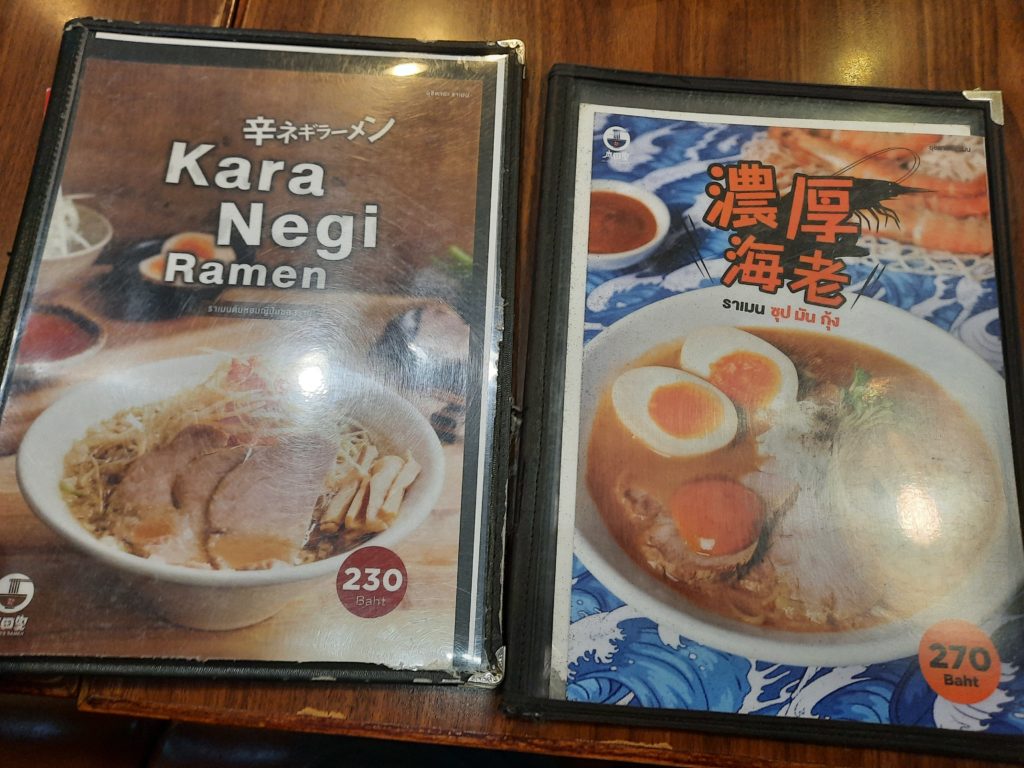 辛ネギラーメン
Kara
Negi
Ramen
230
Baht
濃厚
海老
ราเมน ซุป มัน กุ้ง
270
Baht